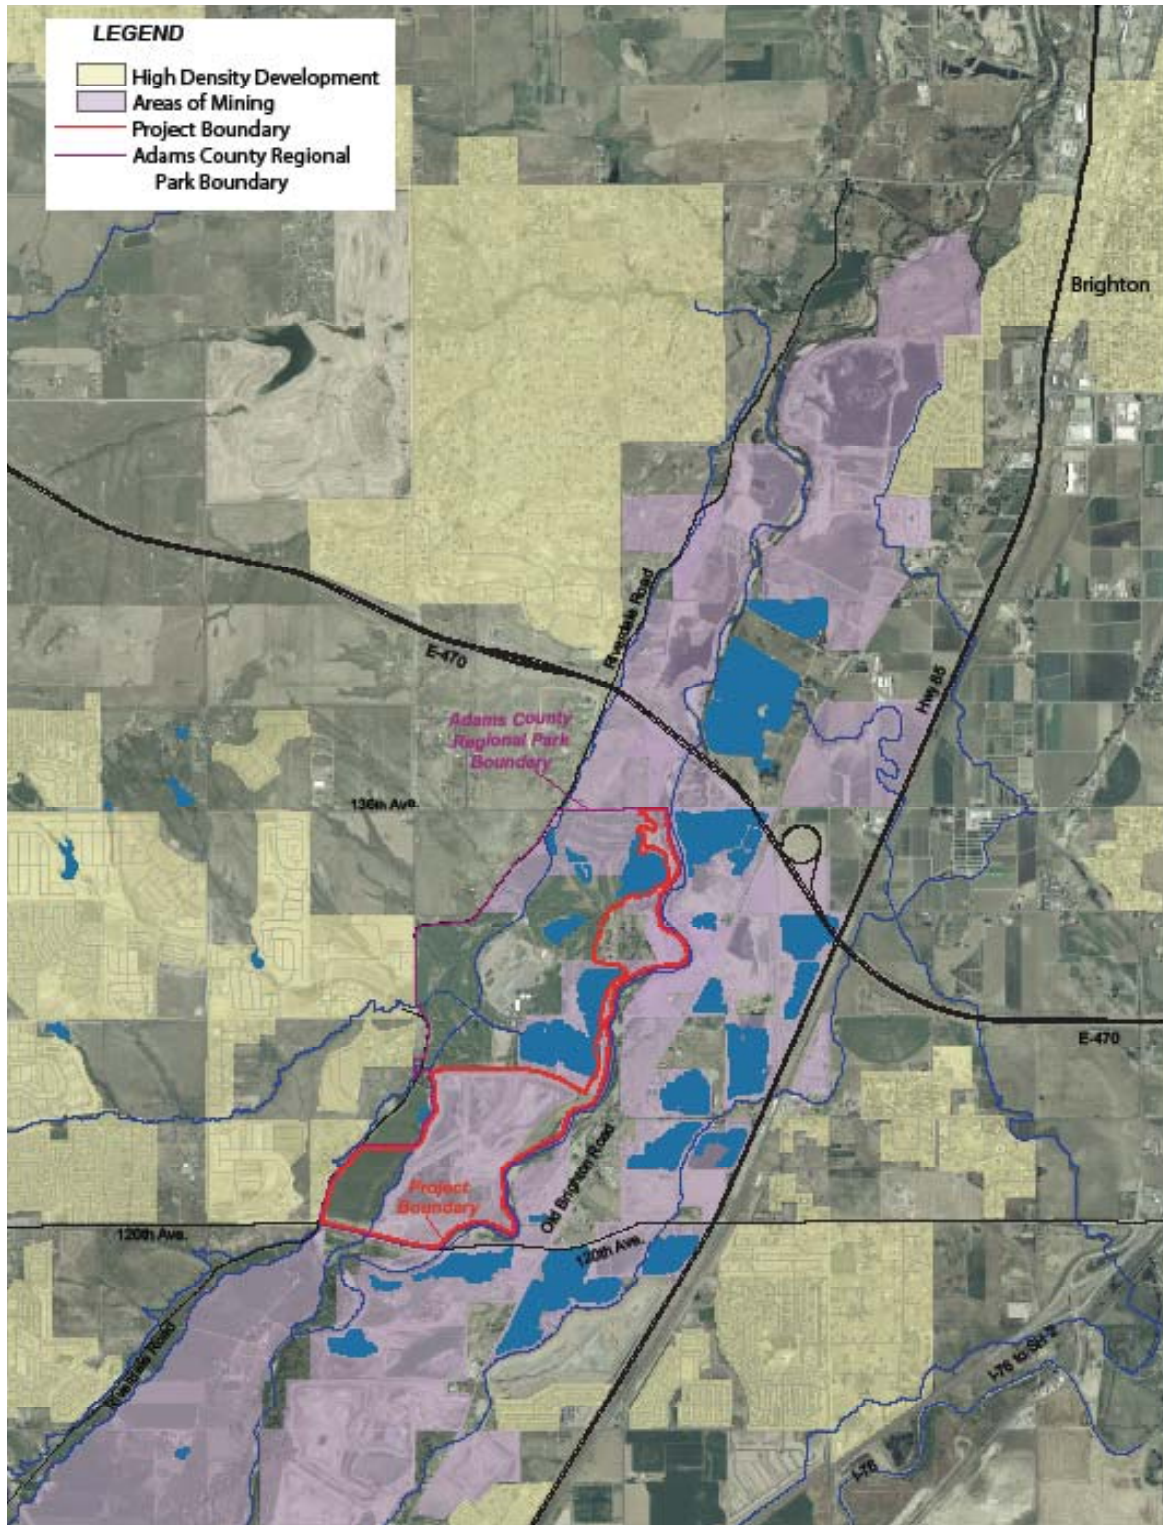 LEGEND
High Density Development
Areas of Mining
Project Boundary
Adams County Regional
Park Boundary
Brighton
Riverdale Road
E-470
Hwy 85
Adams County
Regional Park
Boundary
136th Ave.
E-470
Old Brighton Road
Project
Boundary
120th Ave.
120th Ave.
Riverdale Road
I-76 to SH-2
I-76